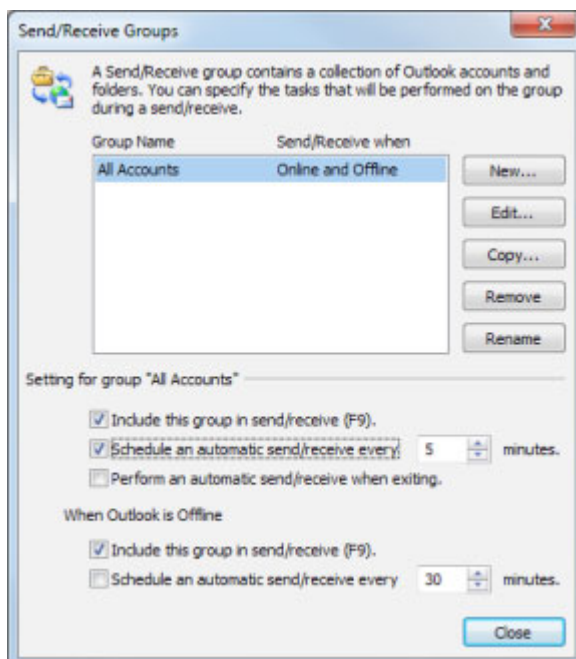 Send/Receive Groups
A Send/Receive group contains a collection of Outlook accounts and
folders. You can specify the tasks that will be performed on the group
during a send/receive.
Group Name Send/Receive when
All Accounts Online and Offline
New...
Edit...
Copy...
Remove
Rename
Setting for group "All Accounts"
Include this group in send/receive (F9).
Schedule an automatic send/receive every 5 minutes.
Perform an automatic send/receive when exiting.
When Outlook is Offline
Include this group in send/receive (F9).
Schedule an automatic send/receive every 30 minutes.
Close